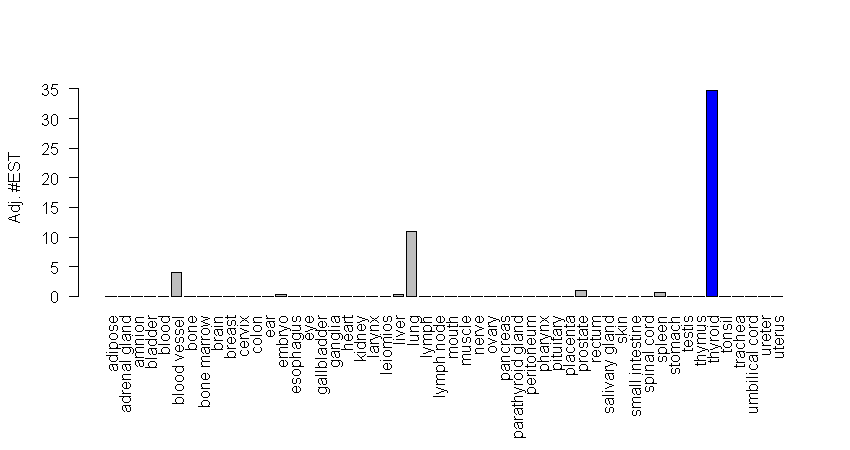 35
30
25
20
15
10
5
0
Adj. #EST
adipose
adrenal gland
amnion
bladder
blood
blood vessel
bone
bone marrow
brain
breast
cervix
colon
ear
embryo
esophagus
eye
gallbladder
ganglia
heart
kidney
larynx
leiomios
liver
lung
lymph
lymph node
mouth
muscle
nerve
ovary
pancreas
parathyroid gland
peritoneum
pharynx
pituitary
placenta
prostate
rectum
salivary gland
skin
small intestine
spinal cord
spleen
stomach
testis
thymus
thyroid
tonsil
trachea
umbilical cord
ureter
uterus